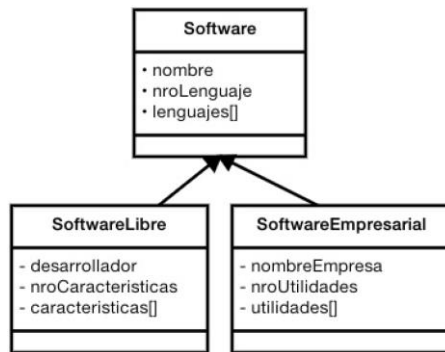 Software
• nombre
• nroLenguaje
• lenguajes[]
SoftwareLibre
- desarrollador
- nroCaracteristicas
- caracteristicas[]
SoftwareEmpresarial
- nombreEmpresa
- nroUtilidades
- utilidades[]